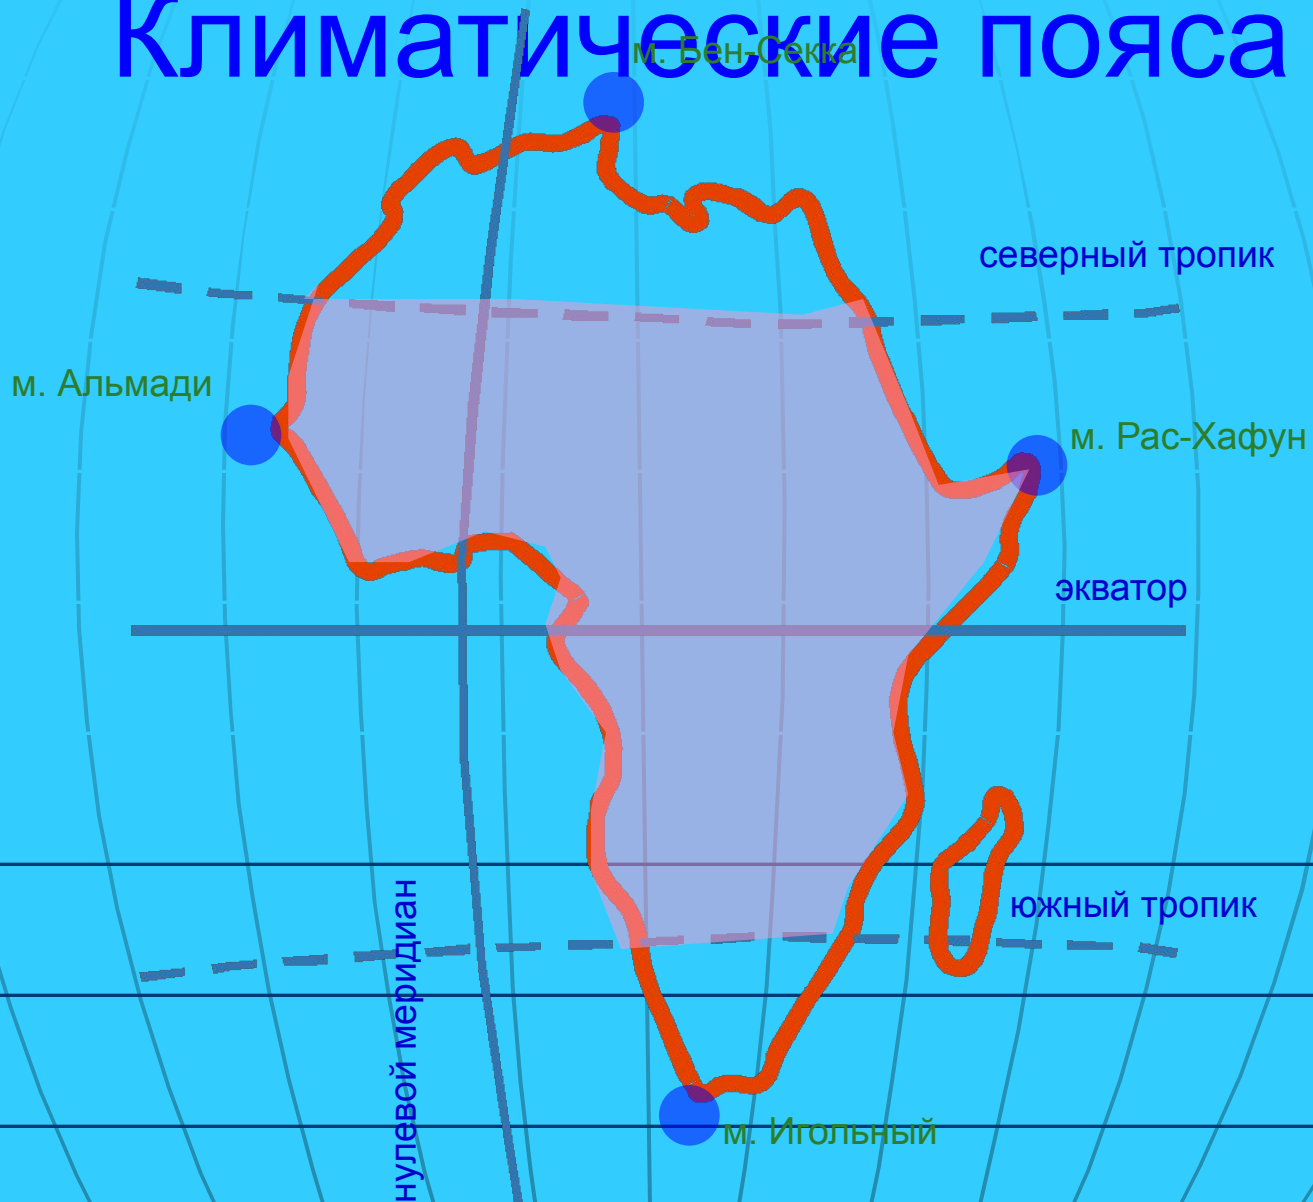 Климатические пояса
м. Бен-Секка
северный тропик
м. Альмади
м. Рас-Хафун
экватор
южный тропик
нулевой меридиан
м. Игольный